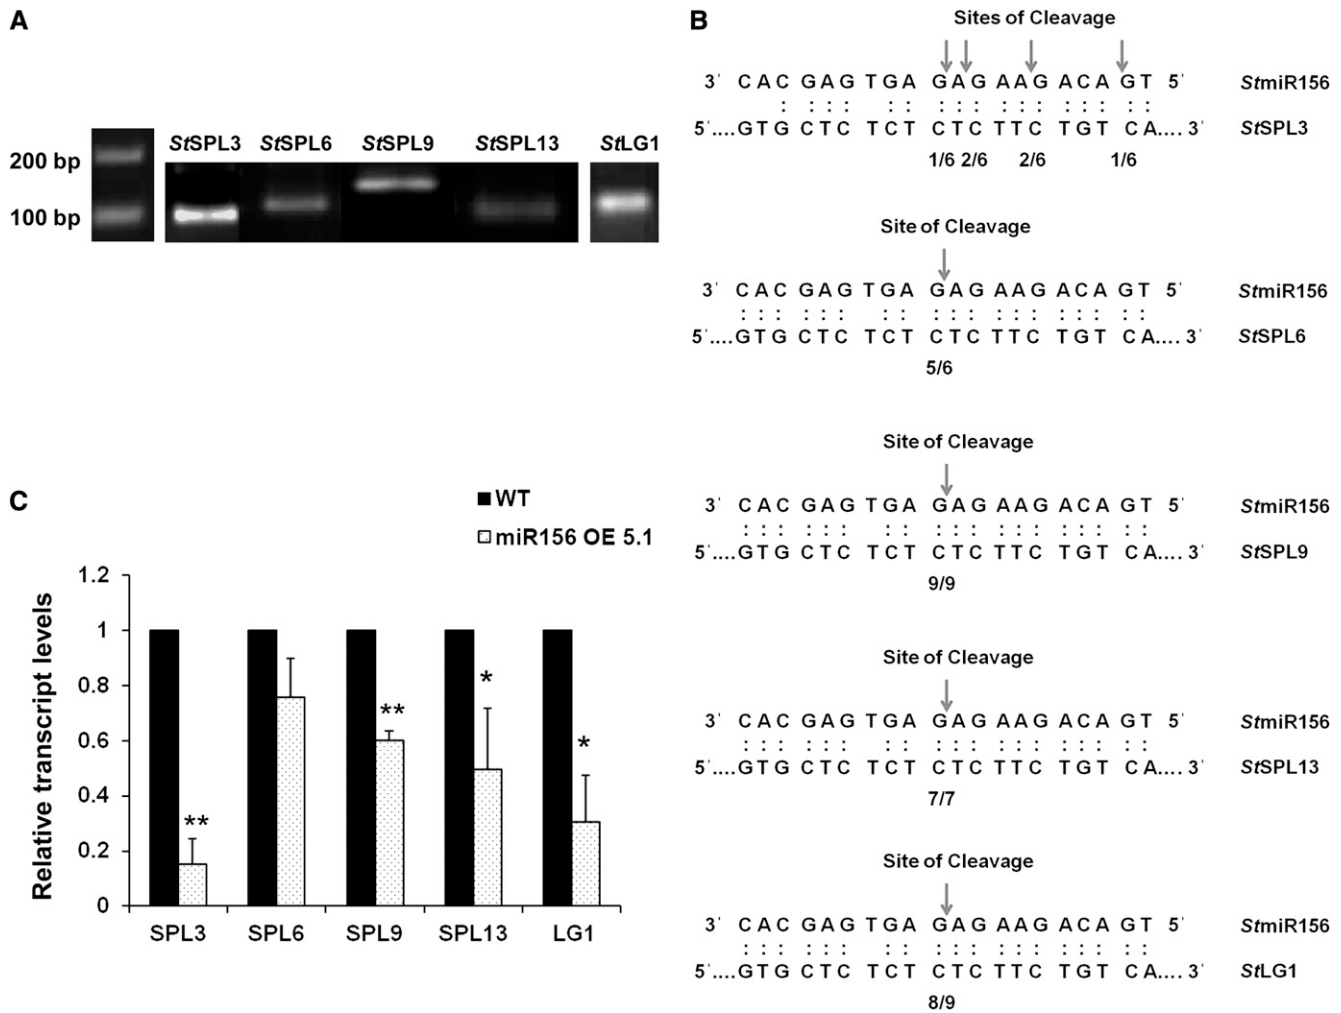 A
StSPL3 StSPL6 StSPL9 StSPL13 StLG1
200 bp
100 bp
B
Sites of Cleavage
3' CAC GAG TGA GAG AAG ACA GT 5' StmiR156
: : : : : : : : : : : : : : : : :
5'....GTG CTC TCT CTC TTC TGT CA.... 3' StSPL3
1/6 2/6 2/6 1/6
Site of Cleavage
3' CAC GAG TGA GAG AAG ACA GT 5' StmiR156
: : : : : : : : : : : : : : : : : : :
5'....GTG CTC TCT CTC TTC TGT CA.... 3' StSPL6
5/6
Site of Cleavage
3' CAC GAG TGA GAG AAG ACA GT 5' StmiR156
: : : : : : : : : : : : : : : : : : :
5'....GTG CTC TCT CTC TTC TGT CA.... 3' StSPL9
9/9
Site of Cleavage
3' CAC GAG TGA GAG AAG ACA GT 5' StmiR156
: : : : : : : : : : : : : : : : : : :
5'....GTG CTC TCT CTC TTC TGT CA.... 3' StSPL13
7/7
Site of Cleavage
3' CAC GAG TGA GAG AAG ACA GT 5' StmiR156
: : : : : : : : : : : : : : : : : : :
5'....GTG CTC TCT CTC TTC TGT CA.... 3' StLG1
8/9
C
WT
miR156 OE 5.1
Relative transcript levels
1.2
1
0.8
0.6
0.4
0.2
0
**
**
*
*
SPL3 SPL6 SPL9 SPL13 LG1